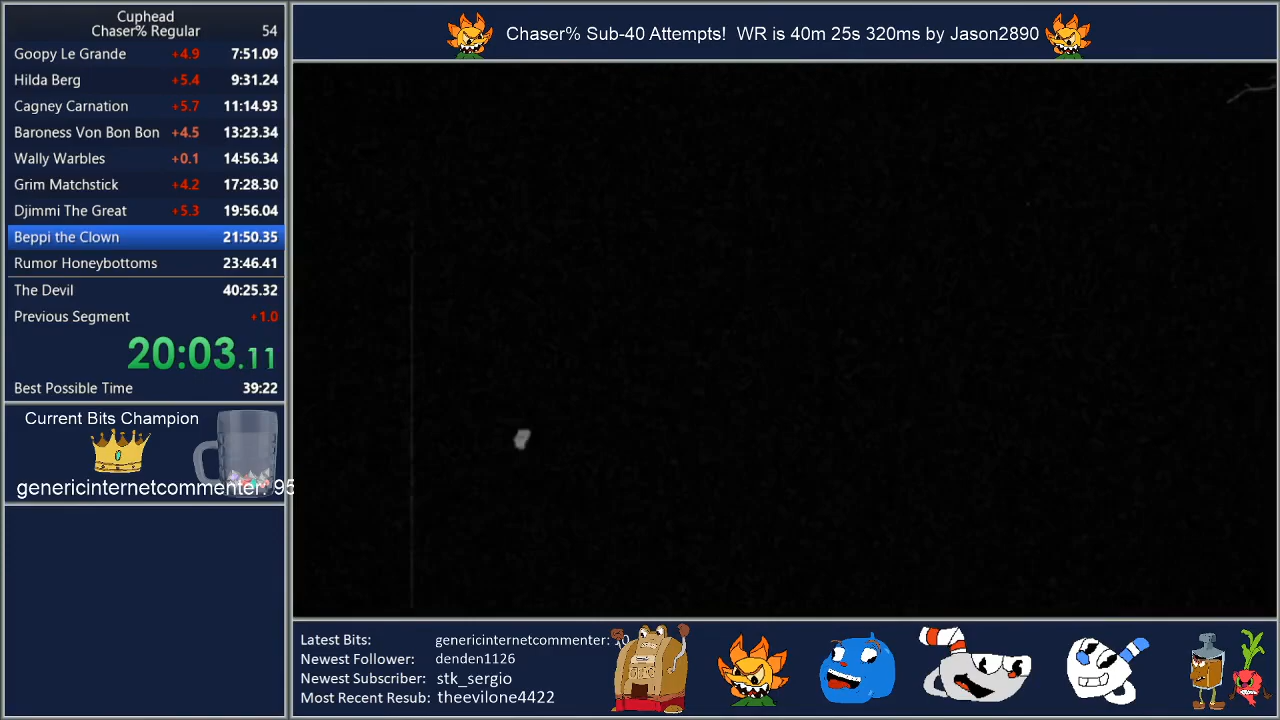 Cuphead
Chaser% Regular 54
Goopy Le Grande +4.9 7:51.09
Hilda Berg +5.4 9:31.24
Cagney Carnation +5.7 11:14.93
Baroness Von Bon Bon +4.5 13:23.34
Wally Warbles +0.1 14:56.34
Grim Matchstick +4.2 17:28.30
Djimmi The Great +5.3 19:56.04
Beppi the Clown 21:50.35
Rumor Honeybottoms 23:46.41
The Devil 40:25.32
Previous Segment +1.0
20:03.11
Best Possible Time 39:22
Current Bits Champion
genericinternetcommenter: 95
Chaser% Sub-40 Attempts! WR is 40m 25s 320ms by Jason2890
Latest Bits: genericinternetcommenter:
Newest Follower: denden1126
Newest Subscriber: stk_sergio
Most Recent Resub: theevilone4422